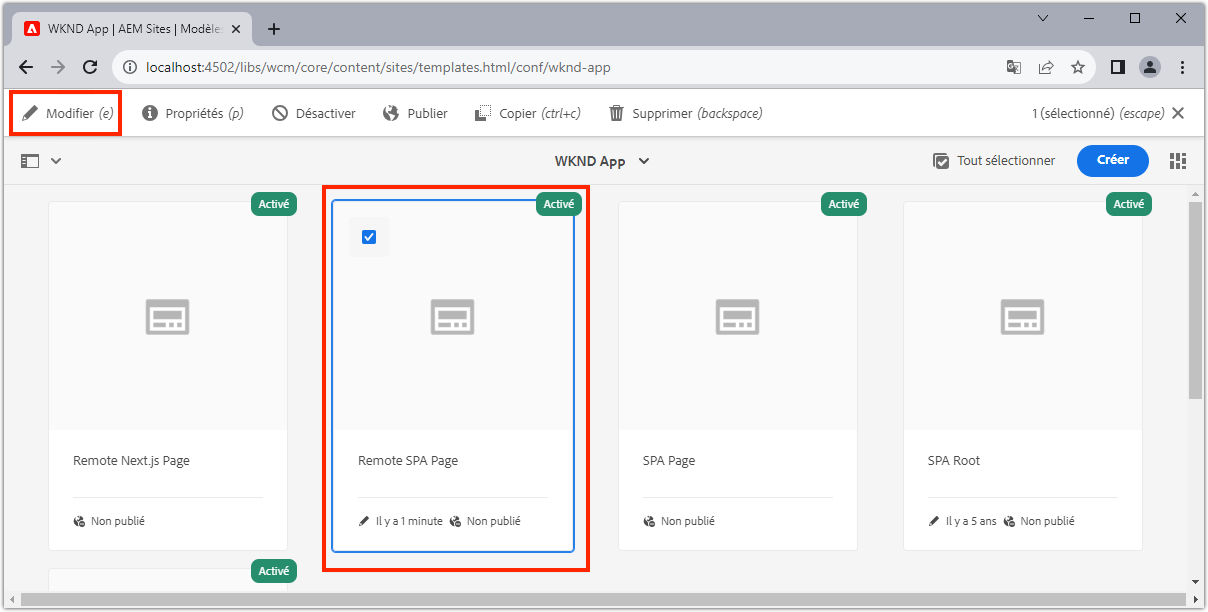 WKND App | AEM Sites | Modèles
localhost:4502/libs/wcm/core/content/sites/templates.html/conf/wknd-app
Modifier (e) Propriétés (p) Désactiver Publier Copier (ctrl+c) Supprimer (backspace) 1 (sélectionné) (escape)
WKND App Tout sélectionner Créer
Activé Activé Activé Activé
Remote Next.js Page Remote SPA Page SPA Page SPA Root
Non publié Il y a 1 minute Non publié Non publié Il y a 5 ans Non publié
Activé